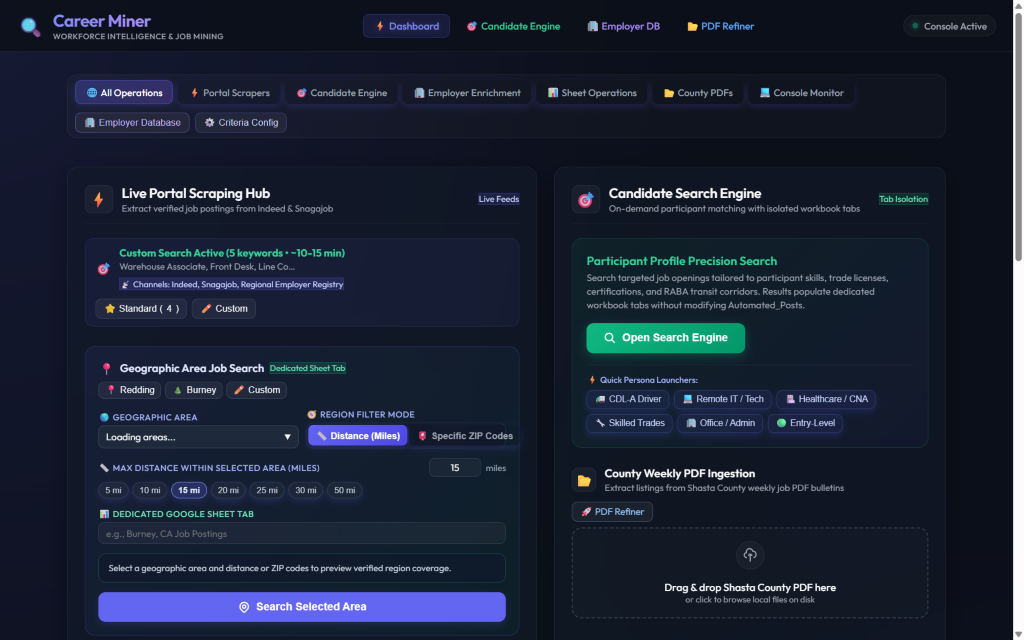 Career Miner
WORKFORCE INTELLIGENCE & JOB MINING
Dashboard
Candidate Engine
Employer DB
PDF Refiner
Console Active
All Operations
Portal Scrapers
Candidate Engine
Employer Enrichment
Sheet Operations
County PDFs
Console Monitor
Employer Database
Criteria Config
Live Portal Scraping Hub
Extract verified job postings from Indeed & Snagajob
Live Feeds
Custom Search Active (5 keywords • ~10-15 min)
Warehouse Associate, Front Desk, Line Co...
Channels: Indeed, Snagajob, Regional Employer Registry
Standard ( 4 )
Custom
Geographic Area Job Search
Dedicated Sheet Tab
Redding
Burney
Custom
GEOGRAPHIC AREA
Loading areas...
REGION FILTER MODE
Distance (Miles)
Specific ZIP Codes
MAX DISTANCE WITHIN SELECTED AREA (MILES)
15
miles
5 mi
10 mi
15 mi
20 mi
25 mi
30 mi
50 mi
DEDICATED GOOGLE SHEET TAB
e.g., Burney, CA Job Postings
Select a geographic area and distance or ZIP codes to preview verified region coverage.
Search Selected Area
Candidate Search Engine
On-demand participant matching with isolated workbook tabs
Tab Isolation
Participant Profile Precision Search
Search targeted job openings tailored to participant skills, trade licenses,
certifications, and RABA transit corridors. Results populate dedicated
workbook tabs without modifying Automated_Posts.
Open Search Engine
Quick Persona Launchers:
CDL-A Driver
Remote IT / Tech
Healthcare / CNA
Skilled Trades
Office / Admin
Entry-Level
County Weekly PDF Ingestion
Extract listings from Shasta County weekly job PDF bulletins
PDF Refiner
Drag & drop Shasta County PDF here
or click to browse local files on disk